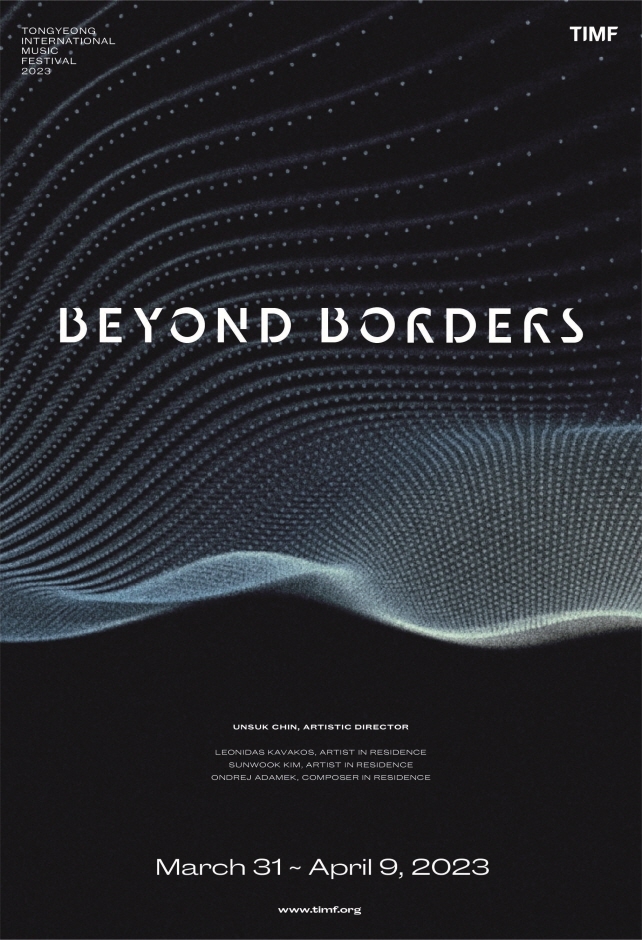 TONGYEONG
INTERNATIONAL
MUSIC
FESTIVAL
2023
TIMF
BEYOND BORDERS
UNSUK CHIN, ARTISTIC DIRECTOR
LEONIDAS KAVAKOS, ARTIST IN RESIDENCE
SUNWOOK KIM, ARTIST IN RESIDENCE
ONDREJ ADAMEK, COMPOSER IN RESIDENCE
March 31 ~ April 9, 2023
www.timf.org